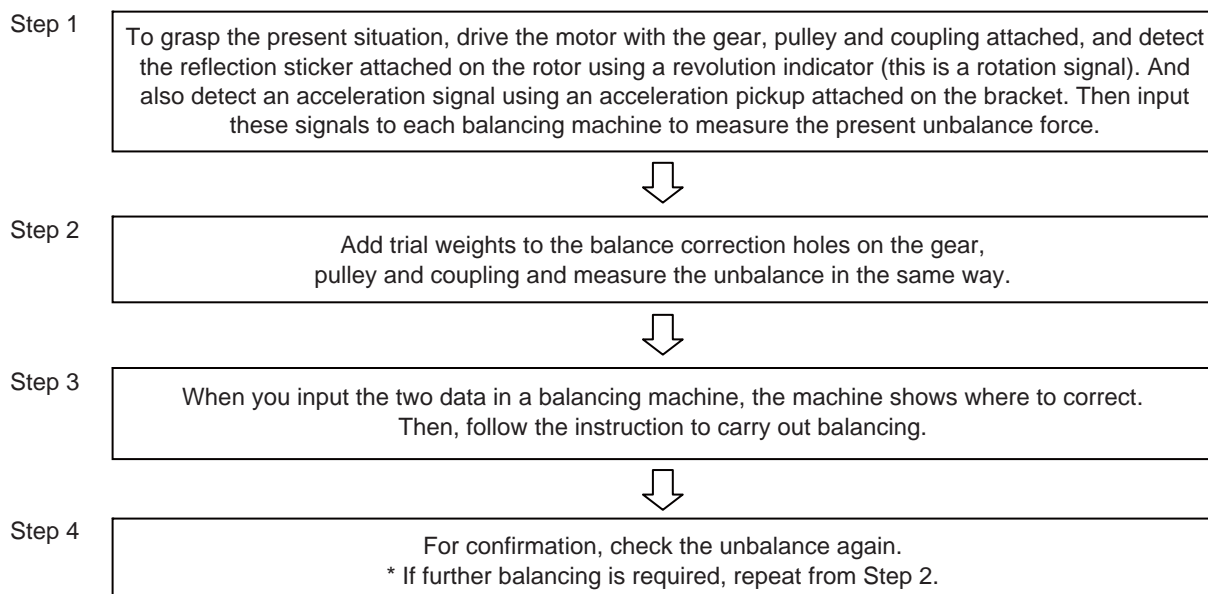 Step 1
To grasp the present situation, drive the motor with the gear, pulley and coupling attached, and detect
the reflection sticker attached on the rotor using a revolution indicator (this is a rotation signal). And
also detect an acceleration signal using an acceleration pickup attached on the bracket. Then input
these signals to each balancing machine to measure the present unbalance force.
Step 2
Add trial weights to the balance correction holes on the gear,
pulley and coupling and measure the unbalance in the same way.
Step 3
When you input the two data in a balancing machine, the machine shows where to correct.
Then, follow the instruction to carry out balancing.
Step 4
For confirmation, check the unbalance again.
* If further balancing is required, repeat from Step 2.